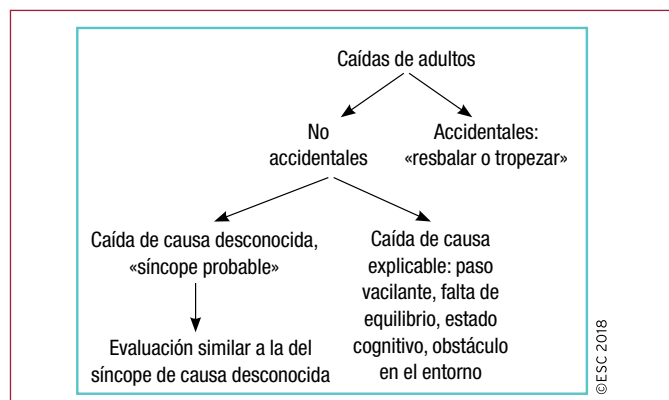 Caídas de adultos
No
accidentales
Accidentales:
«resbalar o tropezar»
Caída de causa desconocida,
«síncope probable»
Caída de causa
explicable: paso
vacilante, falta de
equilibrio, estado
cognitivo, obstáculo
en el entorno
Evaluación similar a la del
síncope de causa desconocida
©ESC 2018